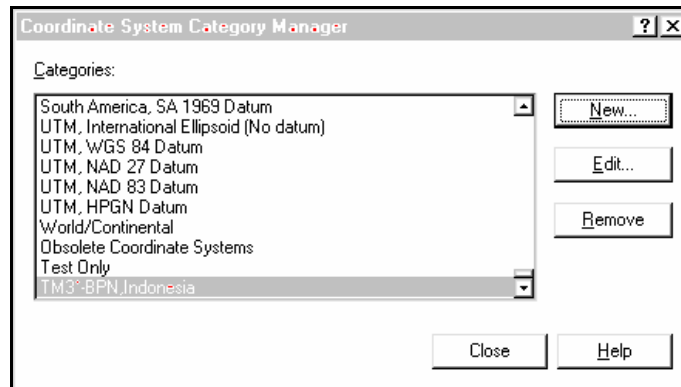 Coordinate System Category Manager
Categories:
South America, SA 1969 Datum
UTM, International Ellipsoid (No datum)
UTM, WGS 84 Datum
UTM, NAD 27 Datum
UTM, NAD 83 Datum
UTM, HPGN Datum
World/Continental
Obsolete Coordinate Systems
Test Only
TM3°-BPN,Indonesia
New...
Edit...
Remove
Close
Help